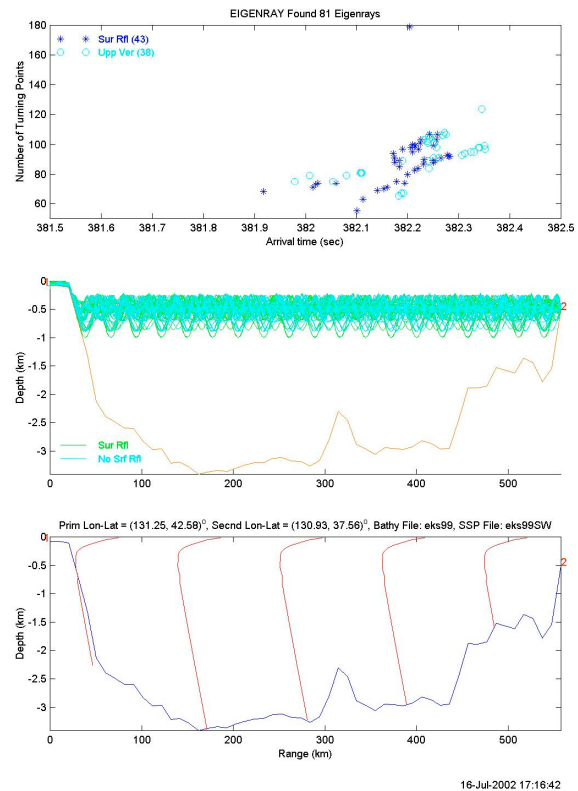 EIGENRAY Found 81 Eigenrays
180
160
140
120
100
80
60
Number of Turning Points
Sur Rfl (43)
Upp Ver (38)
381.5 381.6 381.7 381.8 381.9 382 382.1 382.2 382.3 382.4 382.5
Arrival time (sec)
0
-0.5
-1
-1.5
-2
-2.5
-3
Depth (km)
1
2
Sur Rfl
No Srf Rfl
0 100 200 300 400 500
Prim Lon-Lat = (131.25, 42.58)⁰, Secnd Lon-Lat = (130.93, 37.56)⁰, Bathy File: eks99, SSP File: eks99SW
0
-0.5
-1
-1.5
-2
-2.5
-3
Depth (km)
1
2
0 100 200 300 400 500
Range (km)
16-Jul-2002 17:16:42